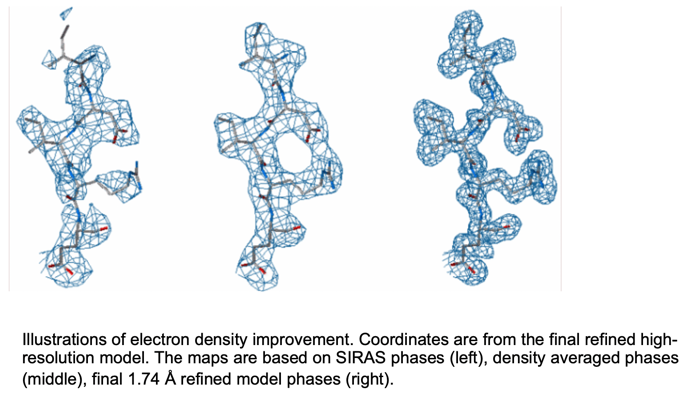 Illustrations of electron density improvement. Coordinates are from the final refined high-
resolution model. The maps are based on SIRAS phases (left), density averaged phases
(middle), final 1.74 Å refined model phases (right).